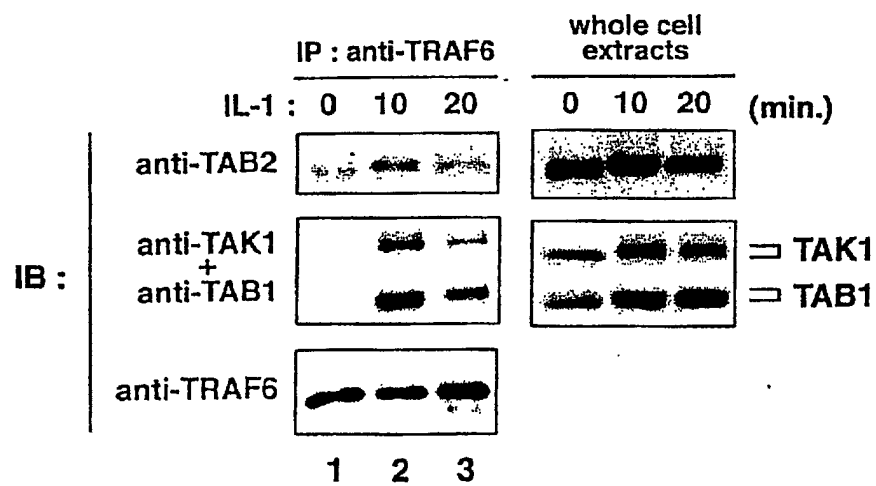 IP : anti-TRAF6
whole cell
extracts
IL-1 : 0 10 20
0 10 20 (min.)
anti-TAB2
anti-TAK1
+
anti-TAB1
TAK1
TAB1
IB :
anti-TRAF6
1 2 3